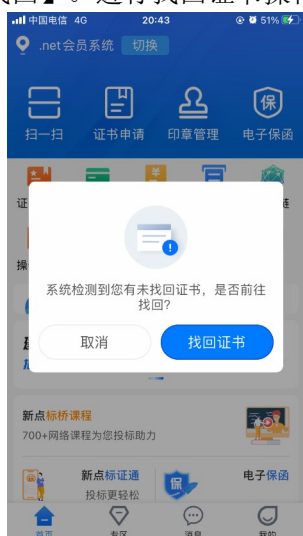 中国电信 4G 20:43 51%
.net会员系统 切换
扫一扫 证书申请 印章管理 电子保函
保
系统检测到您有未找回证书，是否前往
找回?
取消 找回证书
新点标桥课程
700+网络课程为您投标助力
新点标证通 电子保函
投标更轻松
保
首页 专区 消息 我的